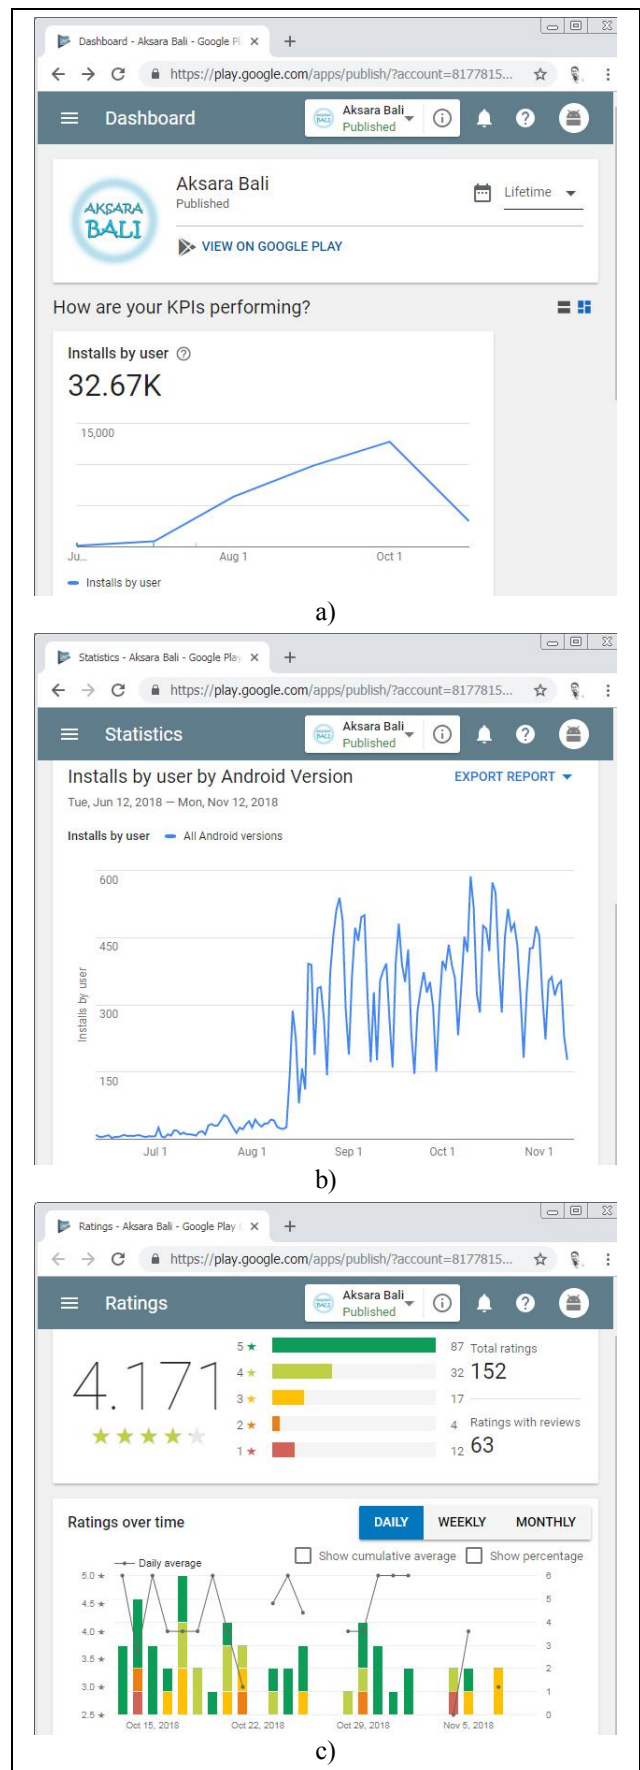 Dashboard - Aksara Bali - Google Pl
https://play.google.com/apps/publish/?account=8177815...
Dashboard
Aksara Bali
Published
AKSARA
BALI
Aksara Bali
Published
Lifetime
VIEW ON GOOGLE PLAY
How are your KPIs performing?
Installs by user
32.67K
15,000
Ju...
Aug 1
Oct 1
Installs by user
a)
Statistics - Aksara Bali - Google Play
https://play.google.com/apps/publish/?account=8177815...
Statistics
Aksara Bali
Published
Installs by user by Android Version
EXPORT REPORT
Tue, Jun 12, 2018 — Mon, Nov 12, 2018
Installs by user All Android versions
600
450
300
150
Installs by user
Jul 1 Aug 1 Sep 1 Oct 1 Nov 1
b)
Ratings - Aksara Bali - Google Play
https://play.google.com/apps/publish/?account=8177815...
Ratings
Aksara Bali
Published
4.171
5 ★ 87
4 ★ 32
3 ★ 17
2 ★ 4
1 ★ 12
Total ratings
152
Ratings with reviews
63
Ratings over time
DAILY WEEKLY MONTHLY
Daily average
Show cumulative average Show percentage
5.0 ★ 6
4.5 ★ 5
4.0 ★ 4
3.5 ★ 3
3.0 ★ 2
1
2.5 ★ 0
Oct 15, 2018 Oct 22, 2018 Oct 29, 2018 Nov 5, 2018
c)